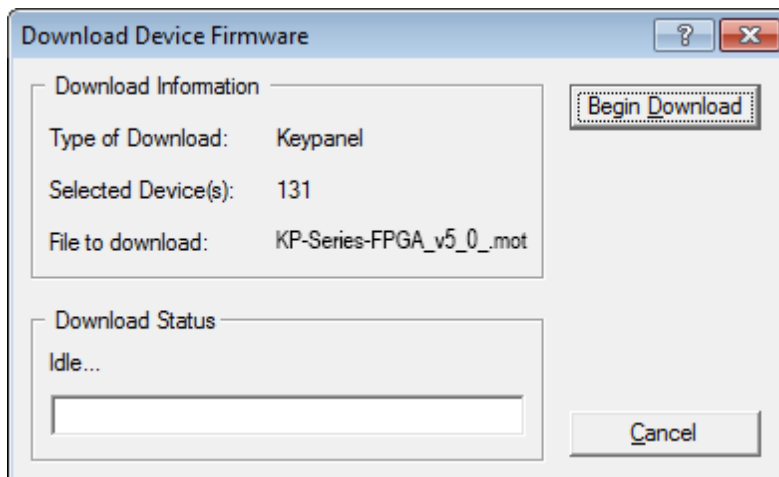 Download Device Firmware
Download Information
Begin Download
Type of Download: Keypanel
Selected Device(s): 131
File to download: KP-Series-FPGA_v5_0_.mot
Download Status
Idle...
Cancel